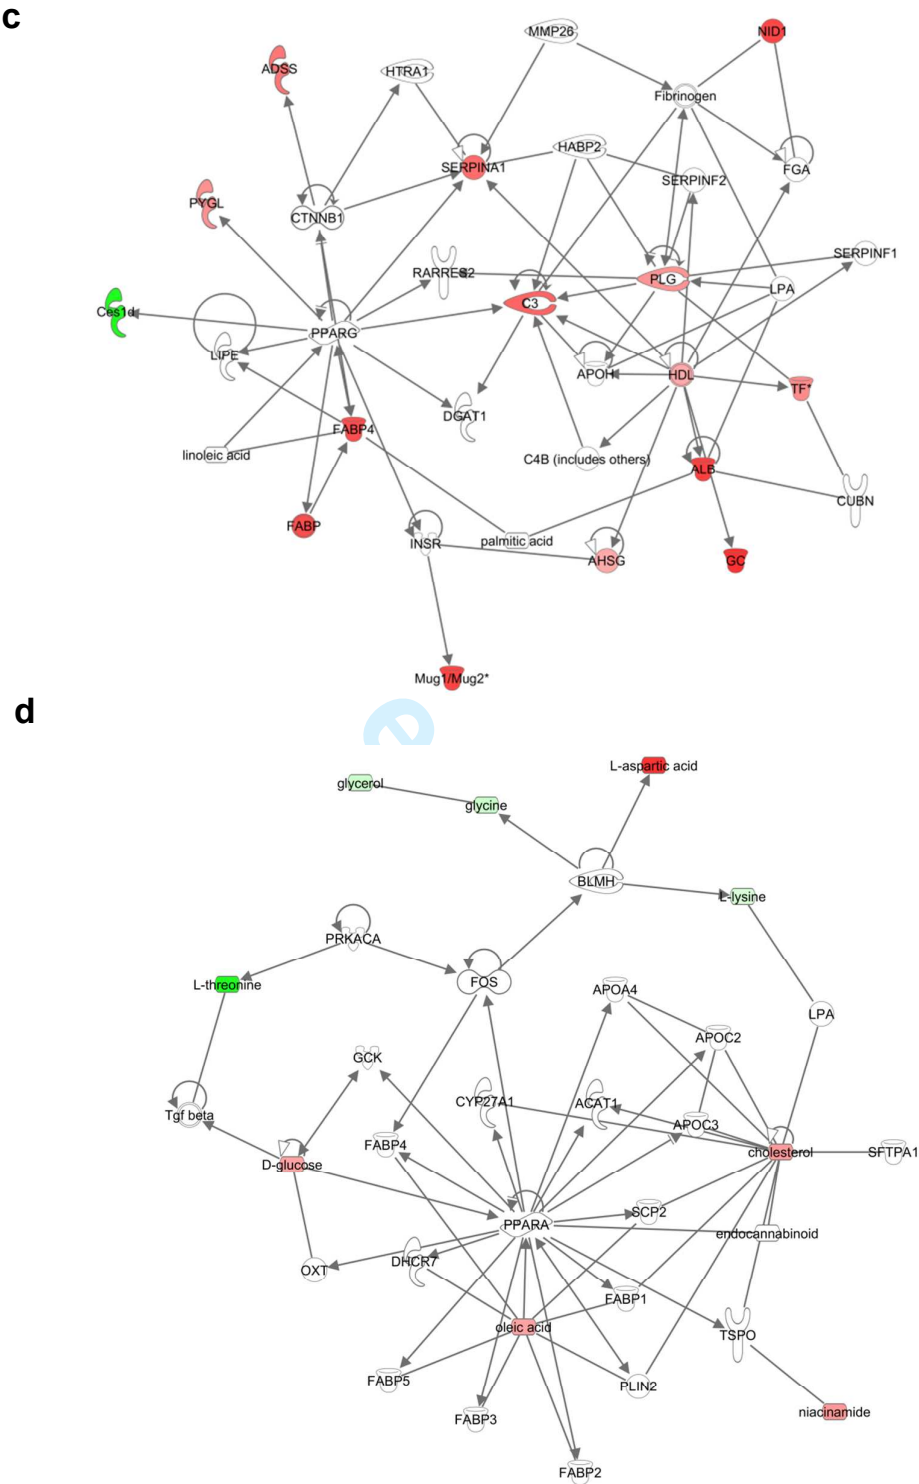 c
MMP26
NID1
ADSS
HTRA1
Fibrinogen
HABP2
SERPINA1
FGA
SERPINF2
PYGL
CTNNB1
SERPINF1
RARRES2
PLG
LPA
C3
Ces1d
PPARG
LIPE
APOH
HDL
TF*
DGAT1
FABP4
linoleic acid
C4B (includes others)
ALB
CUBN
FABP
INSR
palmitic acid
AHSG
GC
Mug1/Mug2*
d
e
L-aspartic acid
glycerol
glycine
BLMH
L-lysine
PRKACA
FOS
L-threonine
APOA4
LPA
APOC2
GCK
CYP27A1
ACAT1
Tgf beta
APOC3
FABP4
cholesterol
SFTPA1
D-glucose
SCP2
PPARA
endocannabinoid
DHCR7
OXT
FABP1
oleic acid
TSPO
FABP5
PLIN2
niacinamide
FABP3
FABP2